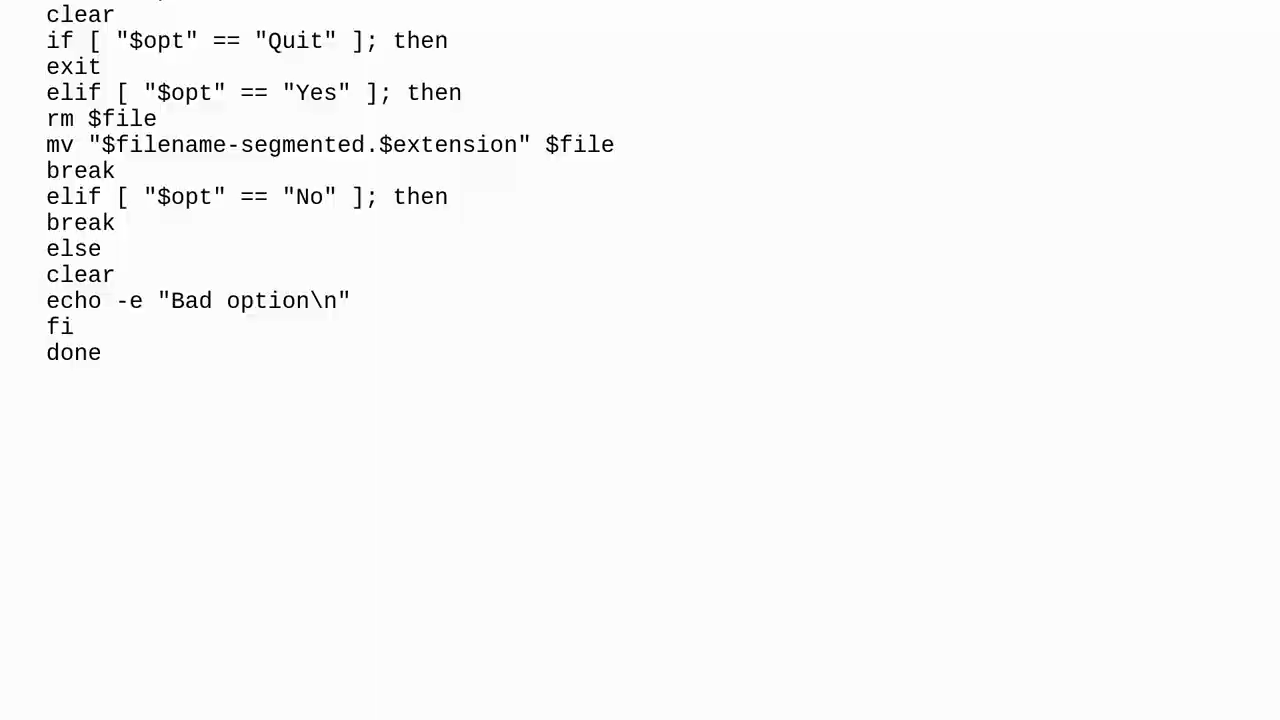 clear
if [ "$opt" == "Quit" ]; then
exit
elif [ "$opt" == "Yes" ]; then
rm $file
mv "$filename-segmented.$extension" $file
break
elif [ "$opt" == "No" ]; then
break
else
clear
echo -e "Bad option\n"
fi
done